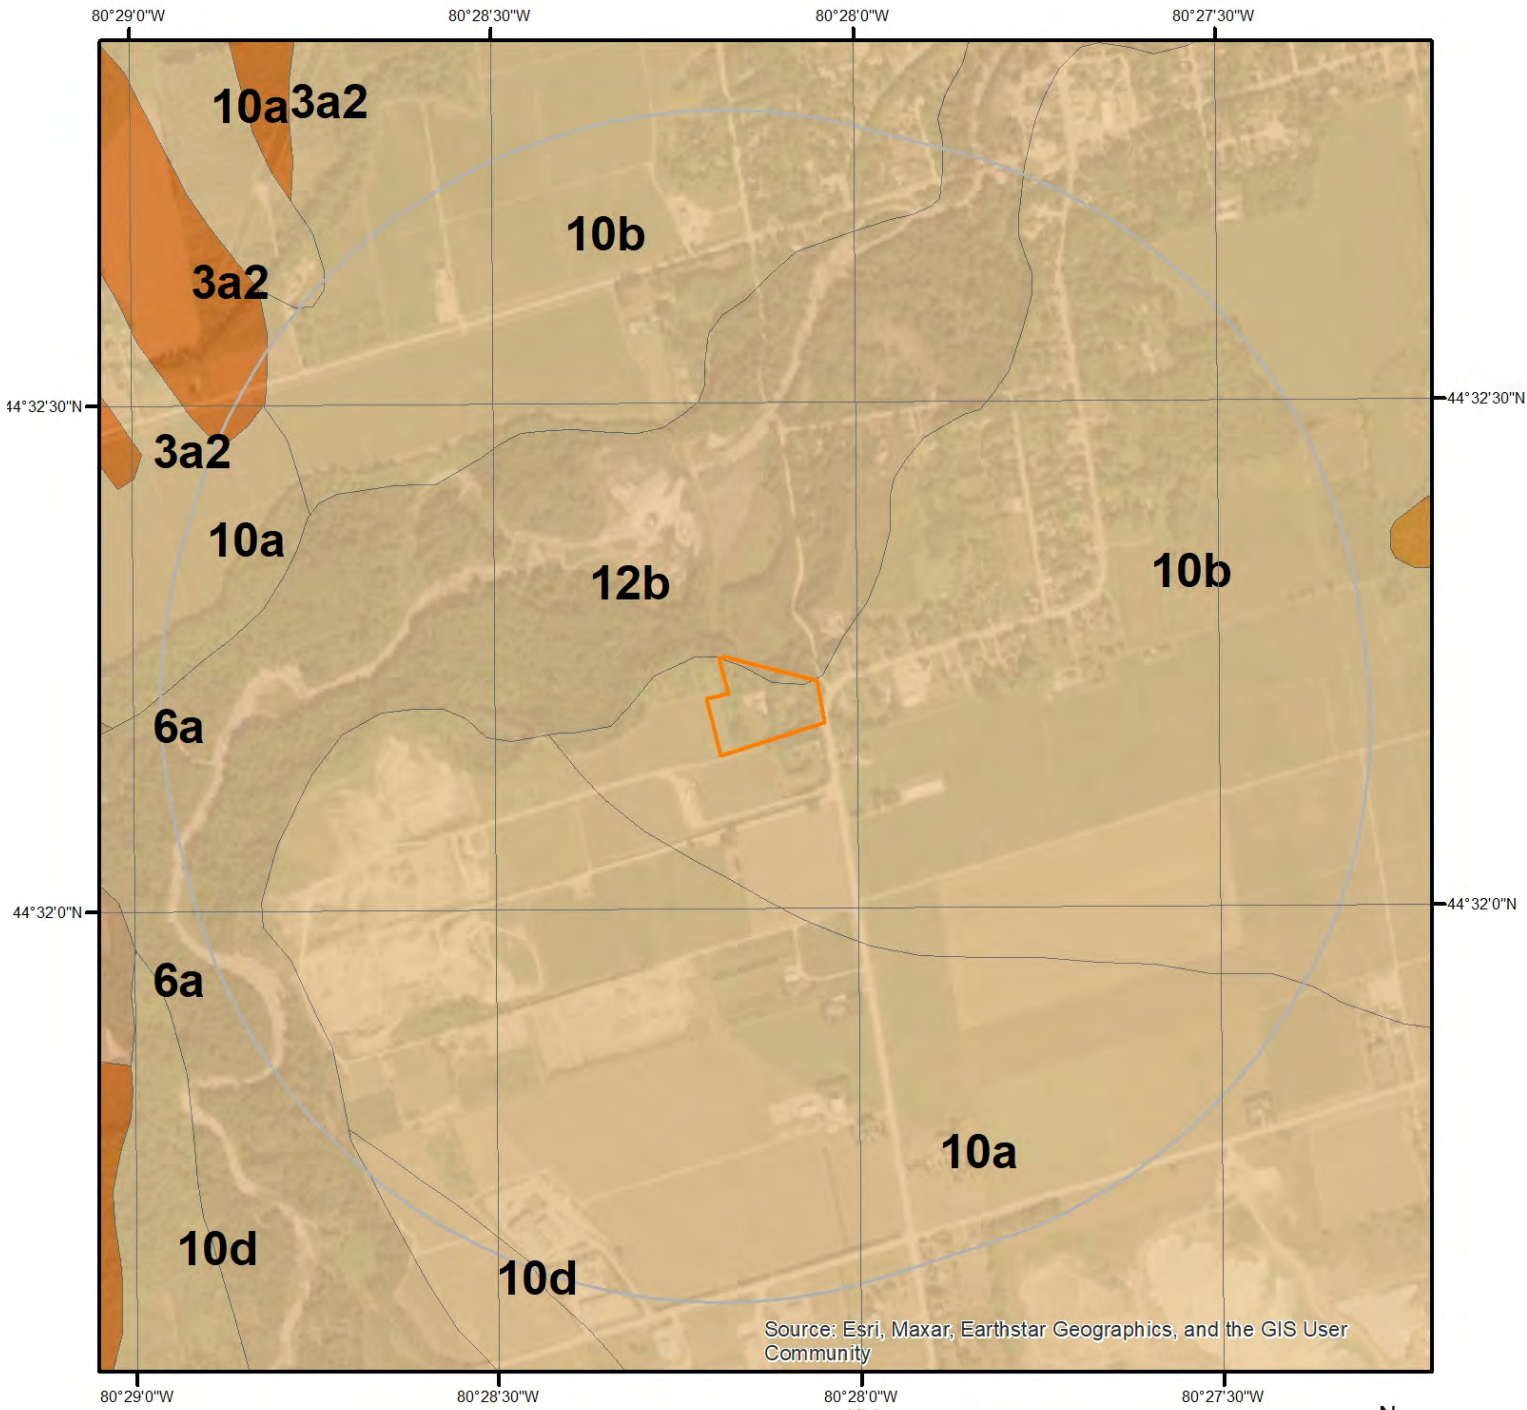 80°29'0"W 80°28'30"W 80°28'0"W 80°27'30"W
10a 3a2
10b
3a2
44°32'30"N 44°32'30"N
3a2
10a
12b 10b
6a
44°32'0"N 44°32'0"N
6a
10a
10d
10d
Source: Esri, Maxar, Earthstar Geographics, and the GIS User
Community
80°29'0"W 80°28'30"W 80°28'0"W 80°27'30"W